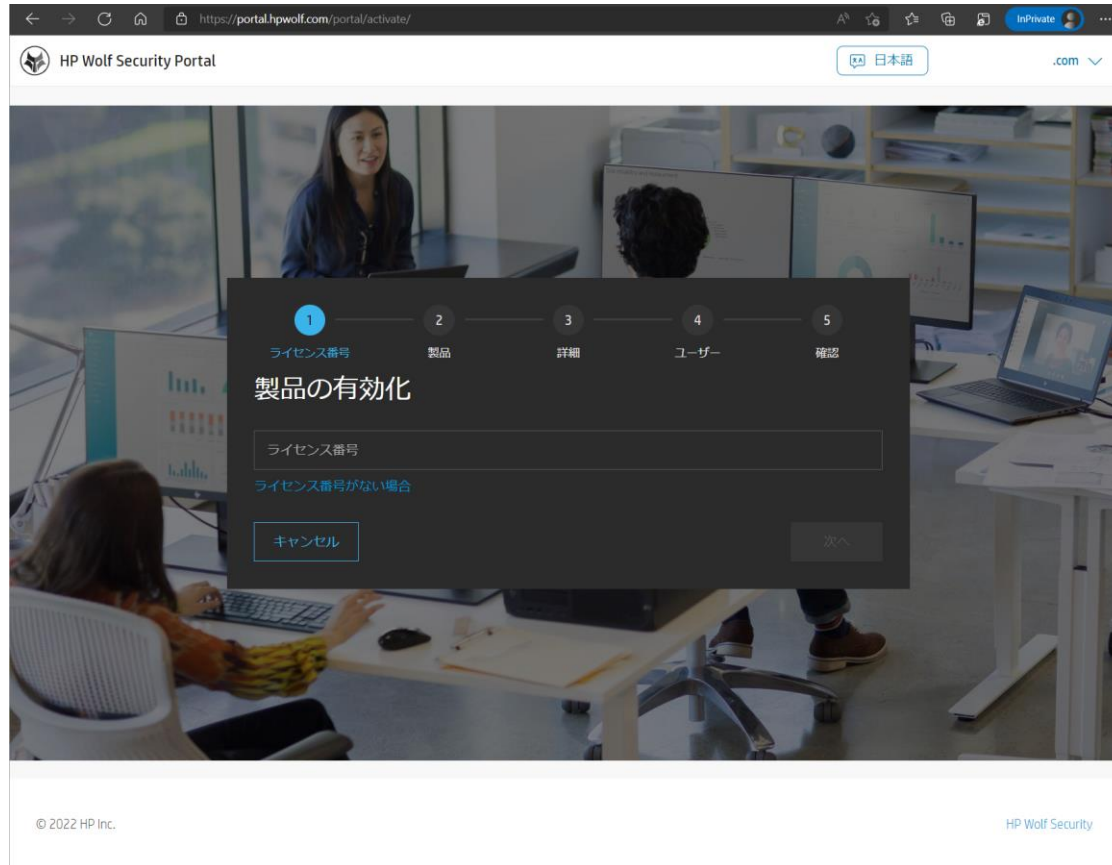 https://portal.hpwolf.com/portal/activate/
InPrivate
HP Wolf Security Portal
日本語
.com
1
2
3
4
5
ライセンス番号
製品
詳細
ユーザー
確認
製品の有効化
ライセンス番号
ライセンス番号がない場合
キャンセル
次へ
© 2022 HP Inc.
HP Wolf Security